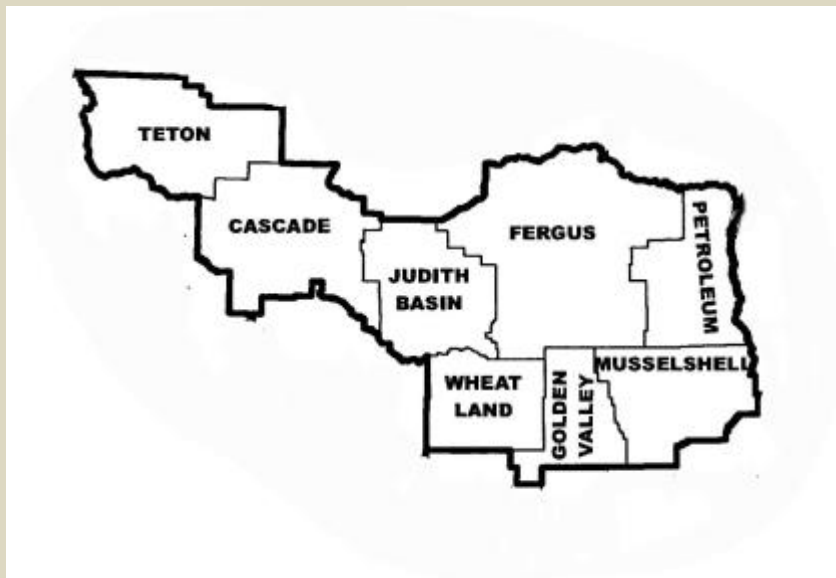 TETON
CASCADE
FERGUS
PETROLEUM
JUDITH
BASIN
MUSSELSHELL
WHEAT
LAND
GOLDEN
VALLEY